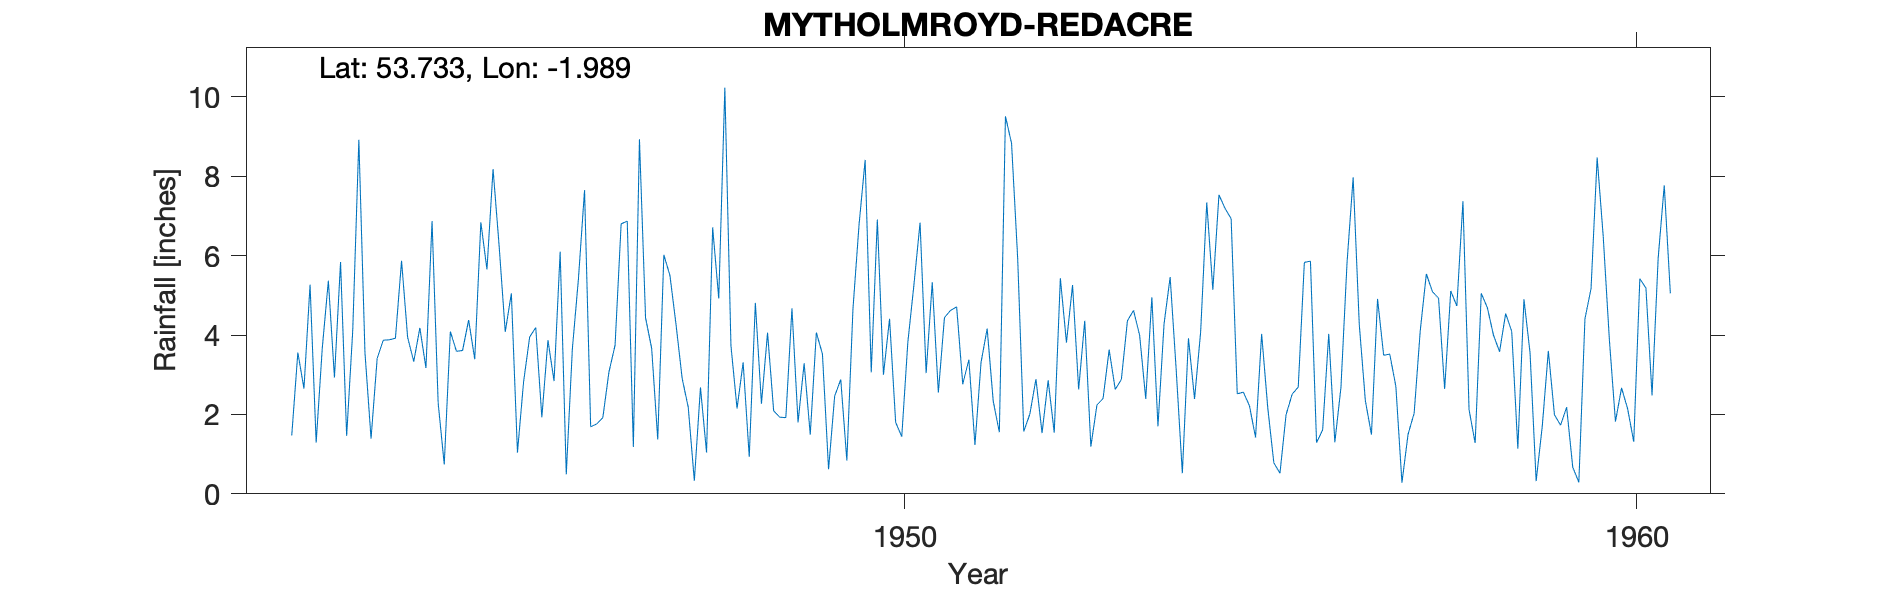 MYTHOLMROYD-REDACRE
Lat: 53.733, Lon: -1.989
10
8
6
4
2
0
Rainfall [inches]
1950
1960
Year